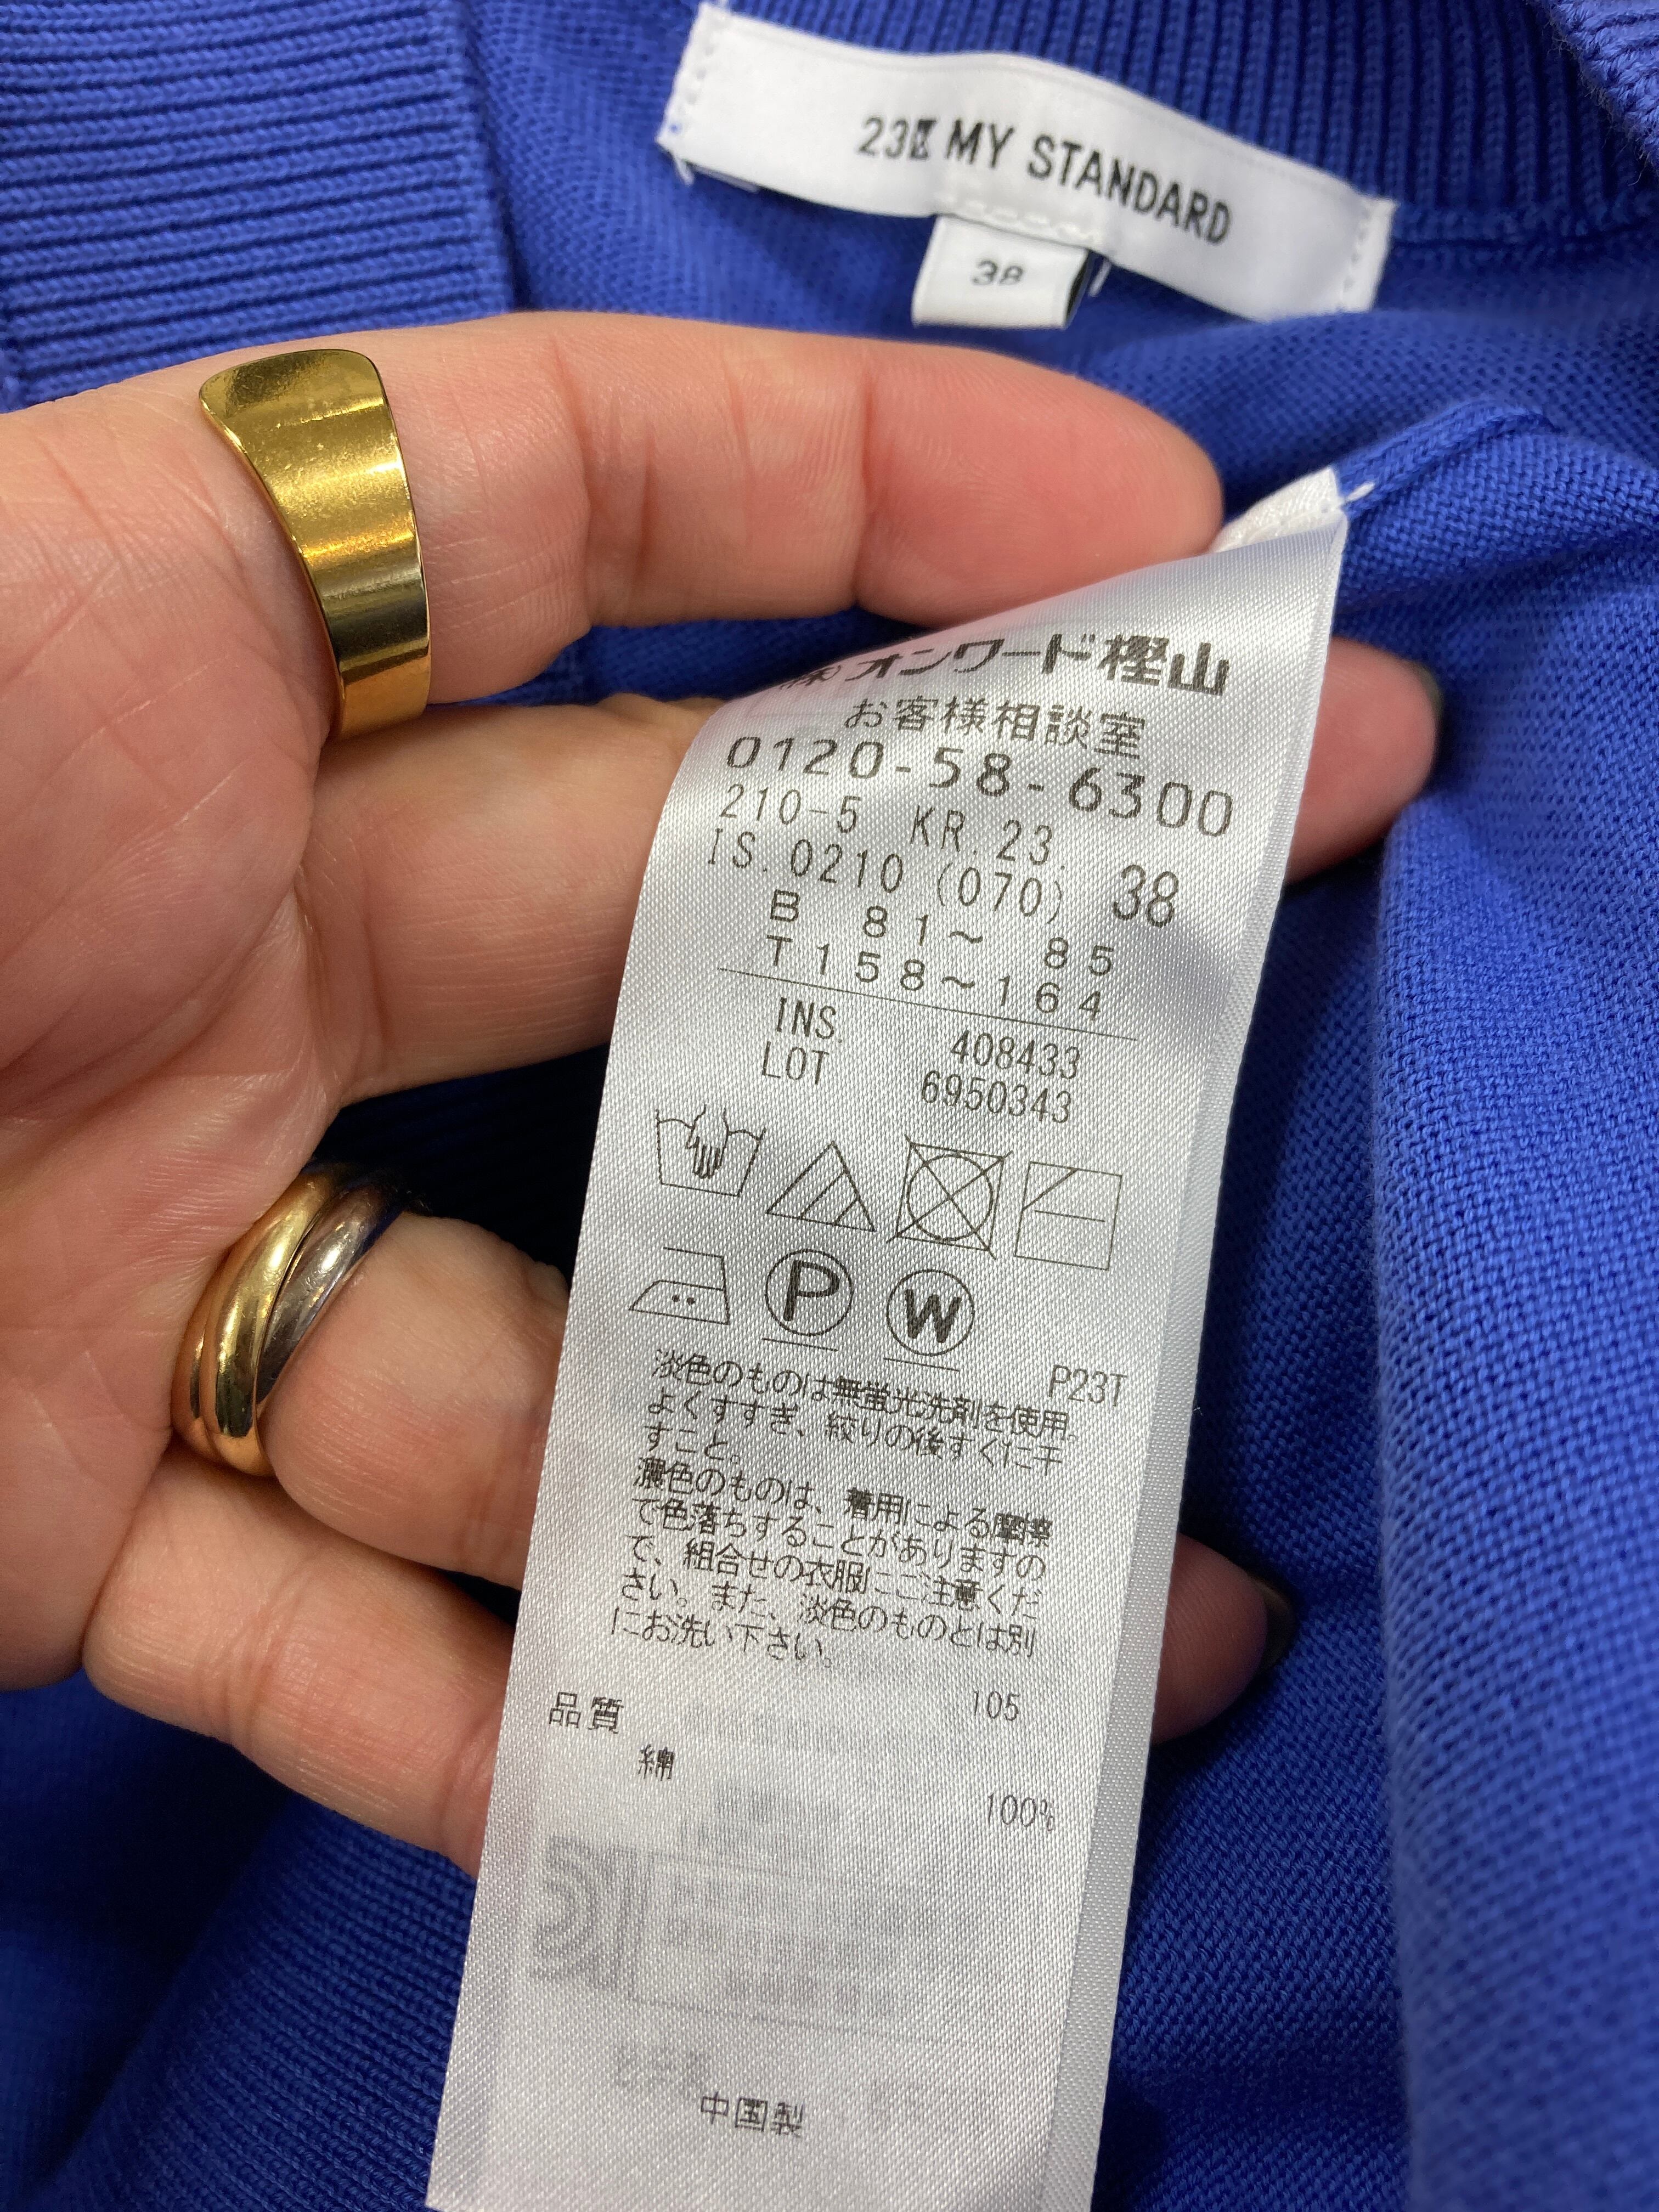 23区 MY STANDARD
38
㈱オンワード樫山
お客様相談室
0120-58-6300
210-5 KR.23.
IS.0210 (070) 38
B 81～ 85
T158～164
INS 408433
LOT 6950343
P
W
P23T
淡色のものは無蛍光洗剤を使用
よくすすぎ、絞りの後すぐに干
すこと。
濃色のものは、着用による摩擦
で色落ちすることがありますの
で、組合せの衣服にご注意くだ
さい。また、淡色のものとは別
にお洗い下さい。
105
品質
綿
100%
中国製